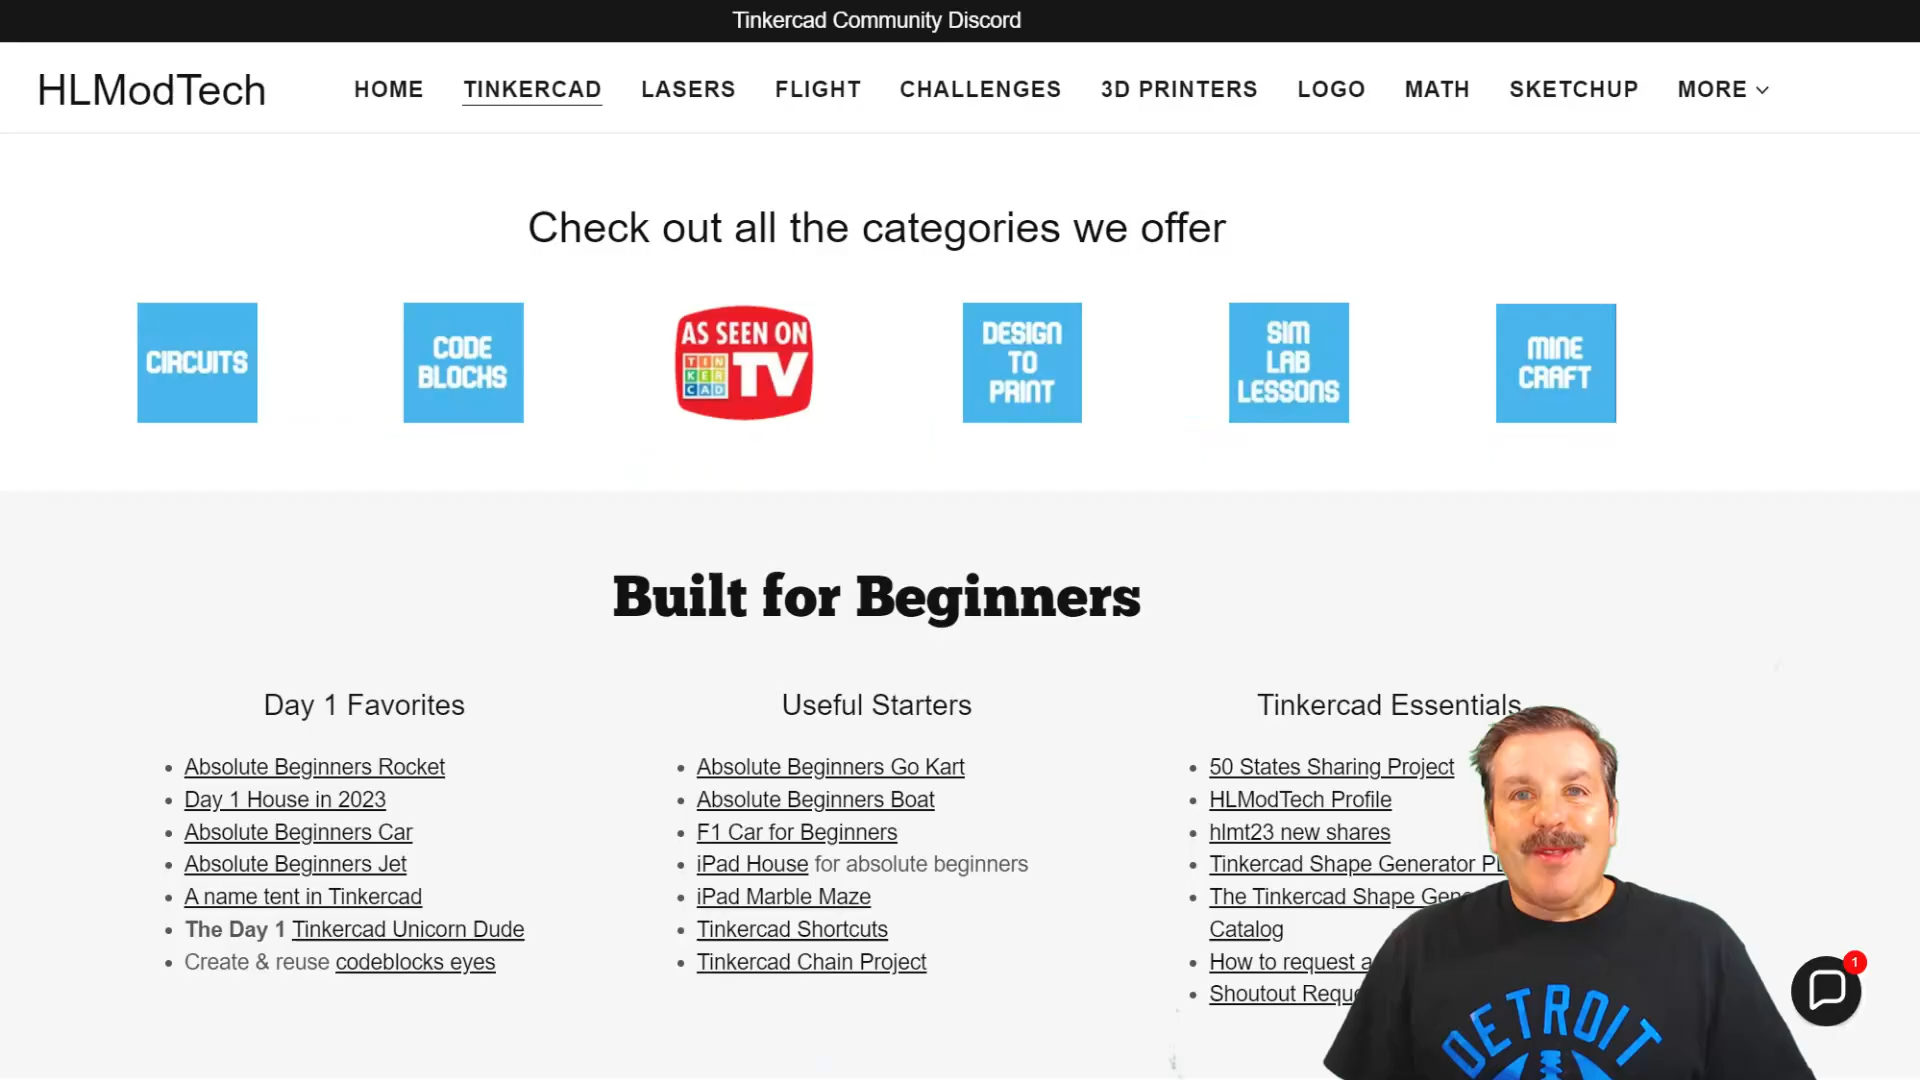 Tinkercad Community Discord
HLModTech
HOME
TINKERCAD
LASERS
FLIGHT
CHALLENGES
3D PRINTERS
LOGO
MATH
SKETCHUP
MORE
Check out all the categories we offer
CIRCUITS
CODE
BLOCKS
AS SEEN ON
TIN
KER
CAD
TV
DESIGN
TO
PRINT
SIM
LAB
LESSONS
MINE
CRAFT
Built for Beginners
Day 1 Favorites
Absolute Beginners Rocket
Day 1 House in 2023
Absolute Beginners Car
Absolute Beginners Jet
A name tent in Tinkercad
The Day 1 Tinkercad Unicorn Dude
Create & reuse codeblocks eyes
Useful Starters
Absolute Beginners Go Kart
Absolute Beginners Boat
F1 Car for Beginners
iPad House for absolute beginners
iPad Marble Maze
Tinkercad Shortcuts
Tinkercad Chain Project
Tinkercad Essentials
50 States Sharing Project
HLModTech Profile
hlmt23 new shares
Tinkercad Shape Generator
The Tinkercad Shape
Catalog
How to request a
Shoutout
DETROIT
1